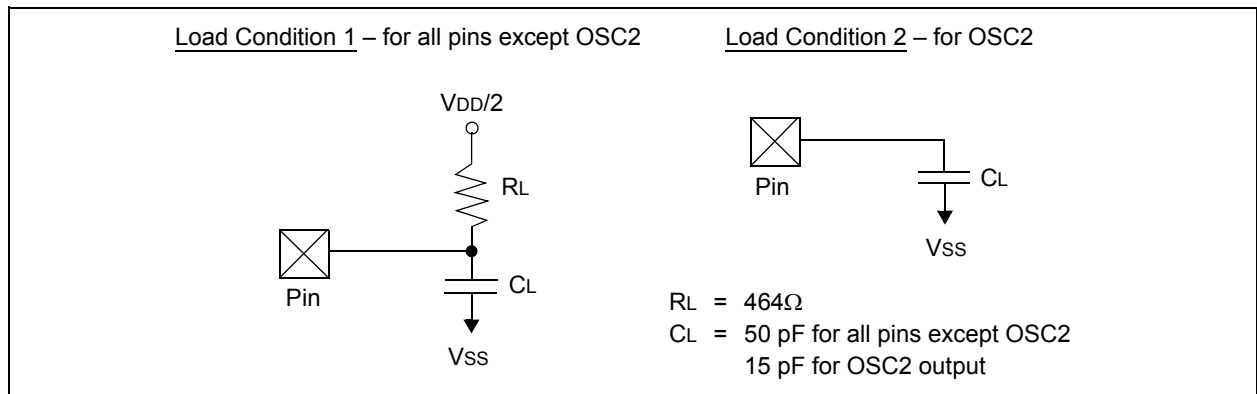 Load Condition 1 – for all pins except OSC2
VDD/2
RL
Pin
CL
VSS
Load Condition 2 – for OSC2
Pin
CL
VSS
RL = 464Ω
CL = 50 pF for all pins except OSC2
15 pF for OSC2 output